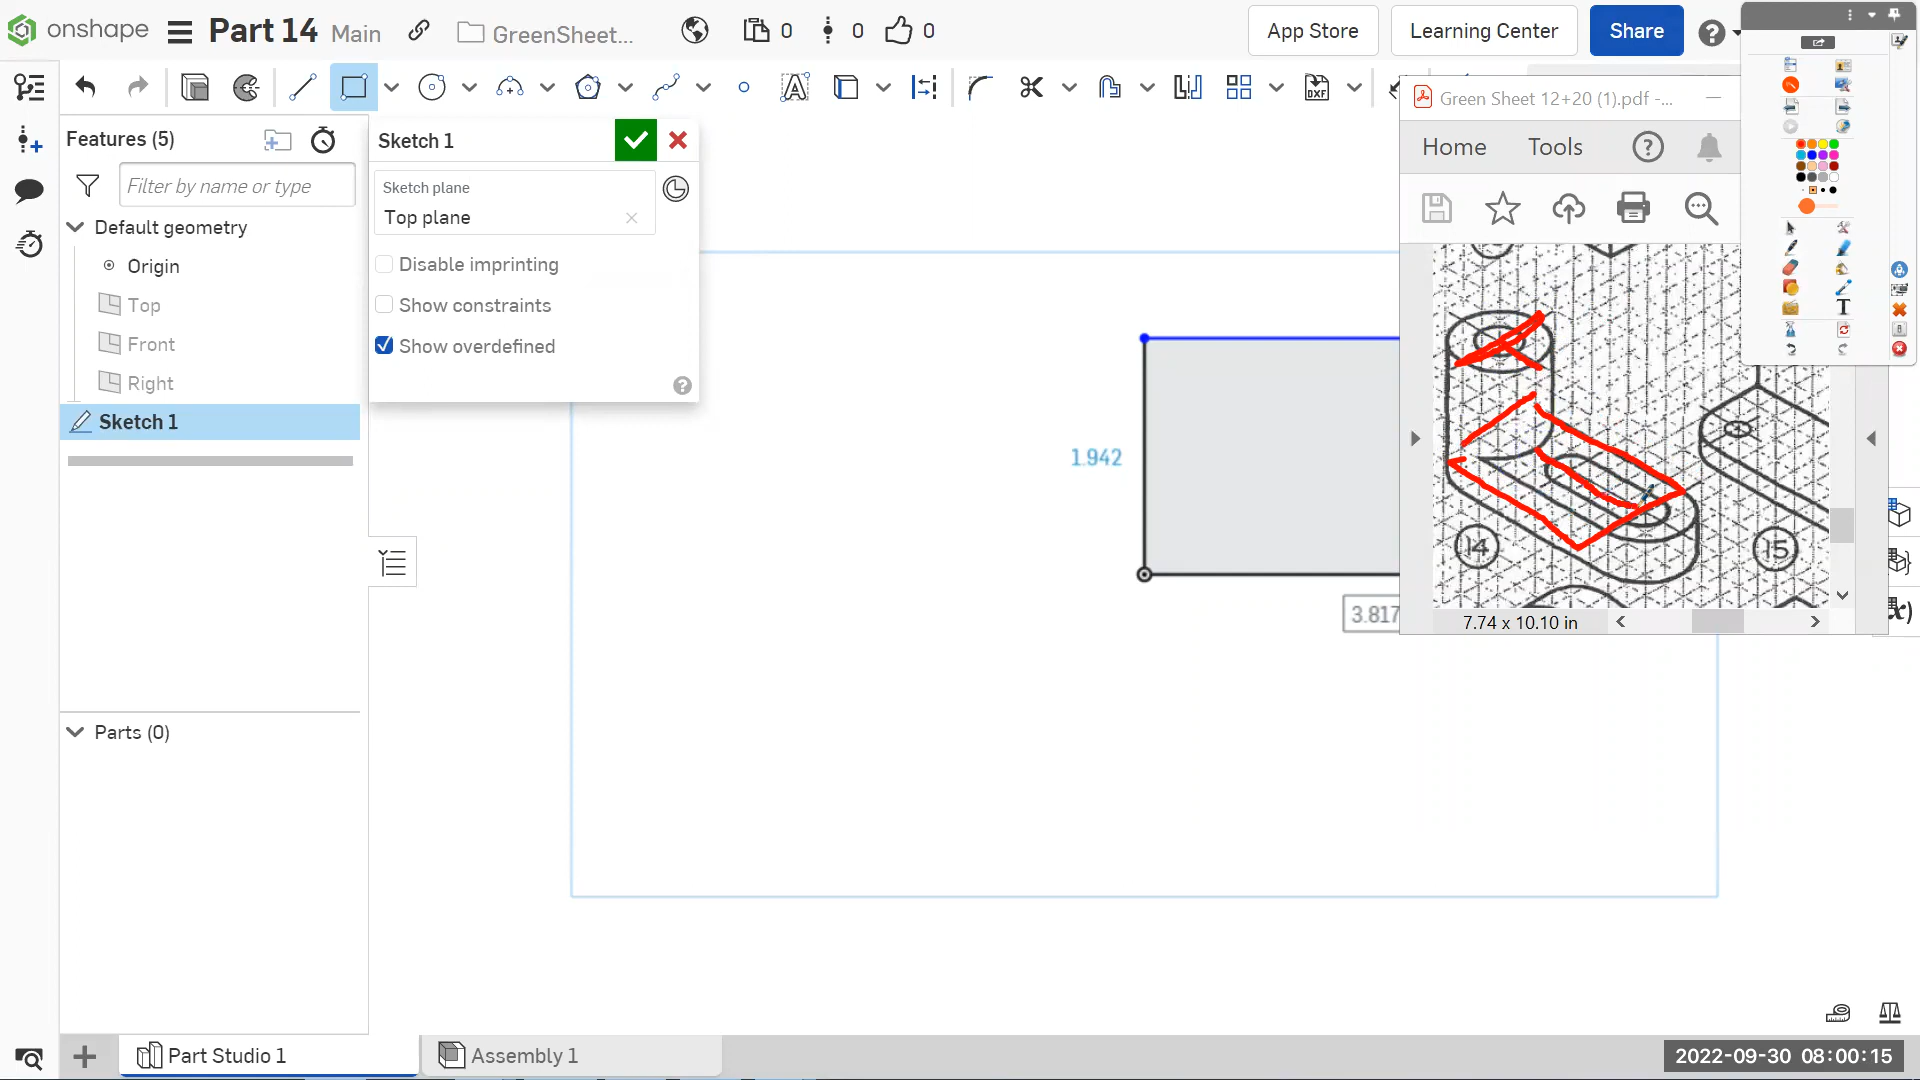 onshape
Part 14 Main
GreenSheet...
0
0
0
App Store
Learning Center
Share
?
DXF
Green Sheet 12+20 (1).pdf -...
Home
Tools
Features (5)
Filter by name or type
Default geometry
Origin
Top
Front
Right
Sketch 1
Parts (0)
Sketch 1
Sketch plane
Top plane
Disable imprinting
Show constraints
Show overdefined
1.942
3.817
14
15
7.74 x 10.10 in
Part Studio 1
Assembly 1
2022-09-30 08:00:15